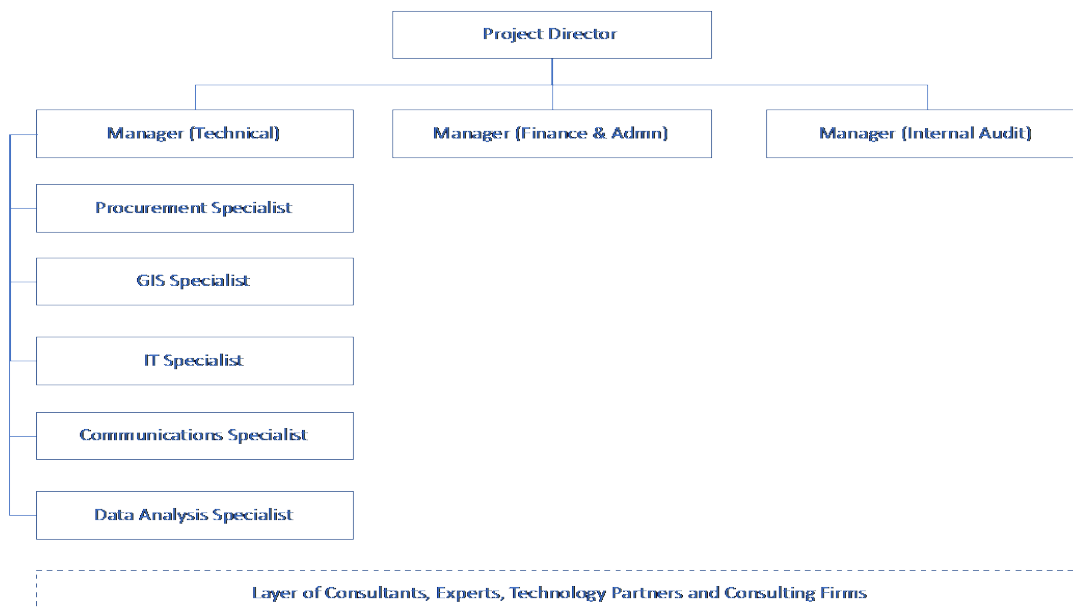 Project Director
Manager (Technical)
Manager (Finance & Admn)
Manager (Internal Audit)
Procurement Specialist
GIS Specialist
IT Specialist
Communications Specialist
Data Analysis Specialist
Layer of Consultants, Experts, Technology Partners and Consulting Firms